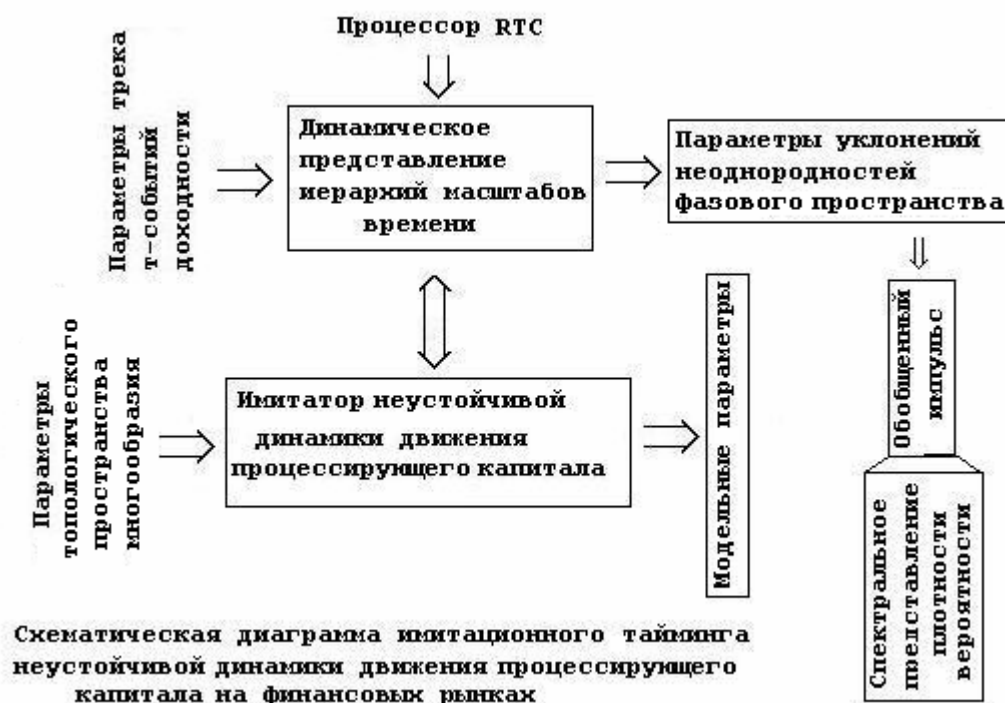 Процессор RTC
Параметры трека
т-событий
доходности
Динамическое
представление
иерархий масштабов
времени
Параметры уклонений
неоднородностей
фазового пространства
Параметры
топологического
пространства
многообразия
Имитатор неустойчивой
динамики движения
процессирующего капитала
Модельные параметры
Обобщенный
импульс
Спектральное
представление
плотности
вероятности
Схематическая диаграмма имитационного тайминга
неустойчивой динамики движения процессирующего
капитала на финансовых рынках